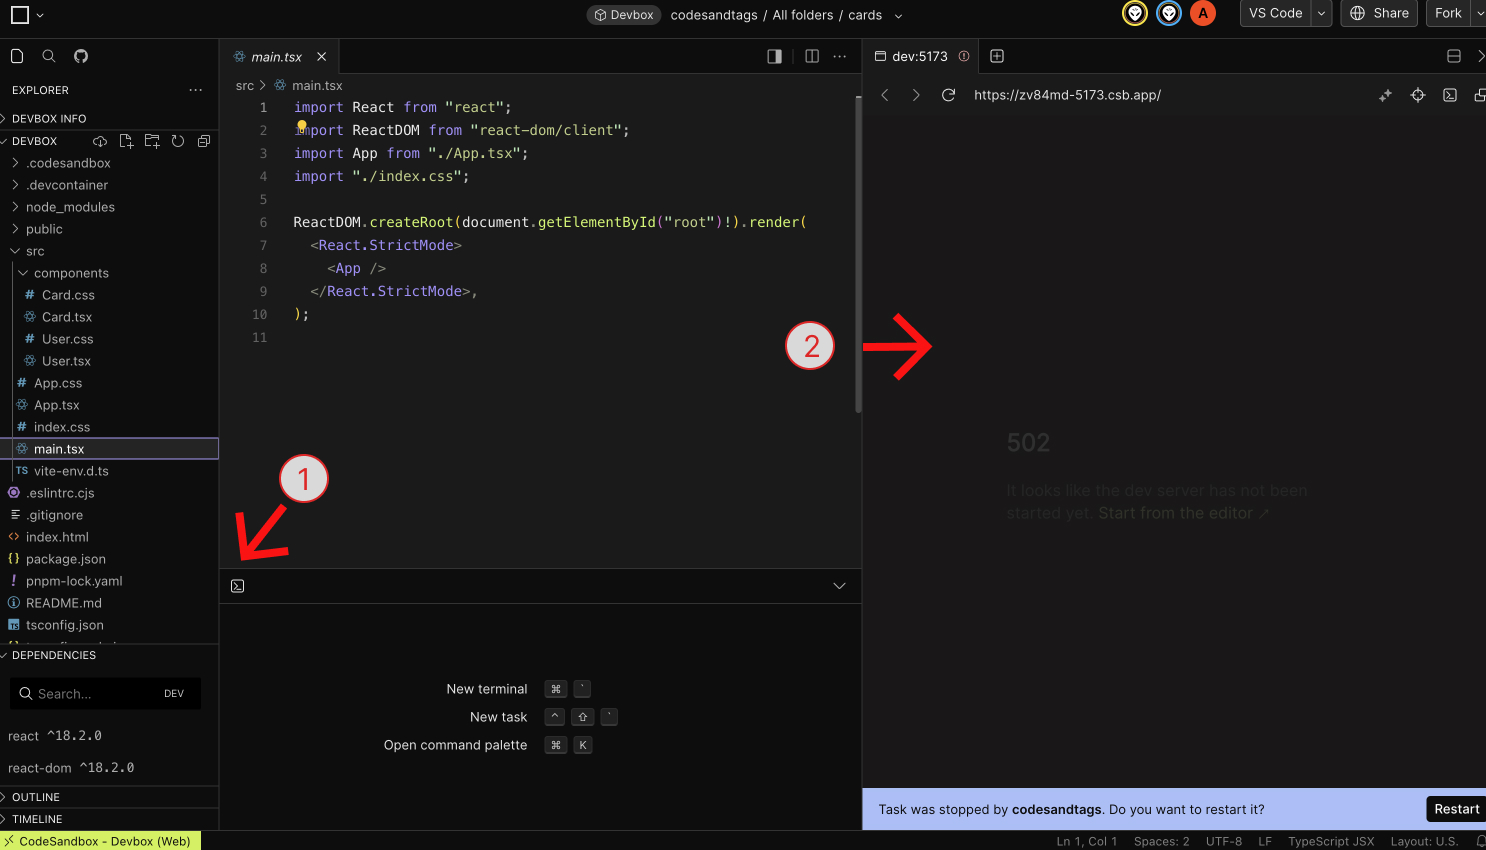 Devbox codesandtags / All folders / cards
A
VS Code
Share
Fork
EXPLORER
DEVBOX INFO
DEVBOX
.codesandbox
.devcontainer
node_modules
public
src
components
# Card.css
Card.tsx
# User.css
User.tsx
# App.css
App.tsx
# index.css
main.tsx
TS vite-env.d.ts
.eslintrc.cjs
.gitignore
<> index.html
{} package.json
! pnpm-lock.yaml
README.md
TS tsconfig.json
DEPENDENCIES
Search... DEV
react ^18.2.0
react-dom ^18.2.0
OUTLINE
TIMELINE
CodeSandbox - Devbox (Web)
main.tsx
src > main.tsx
1 import React from "react";
2 import ReactDOM from "react-dom/client";
3 import App from "./App.tsx";
4 import "./index.css";
5
6 ReactDOM.createRoot(document.getElementById("root")!).render(
7 <React.StrictMode>
8 <App />
9 </React.StrictMode>,
10 );
11
1
2
New terminal ⌘ `
New task ^ ⇧ `
Open command palette ⌘ K
dev:5173
https://zv84md-5173.csb.app/
502
It looks like the dev server has not been
started yet. Start from the editor ↗
Task was stopped by codesandtags. Do you want to restart it?
Restart
Ln 1, Col 1 Spaces: 2 UTF-8 LF TypeScript JSX Layout: U.S.